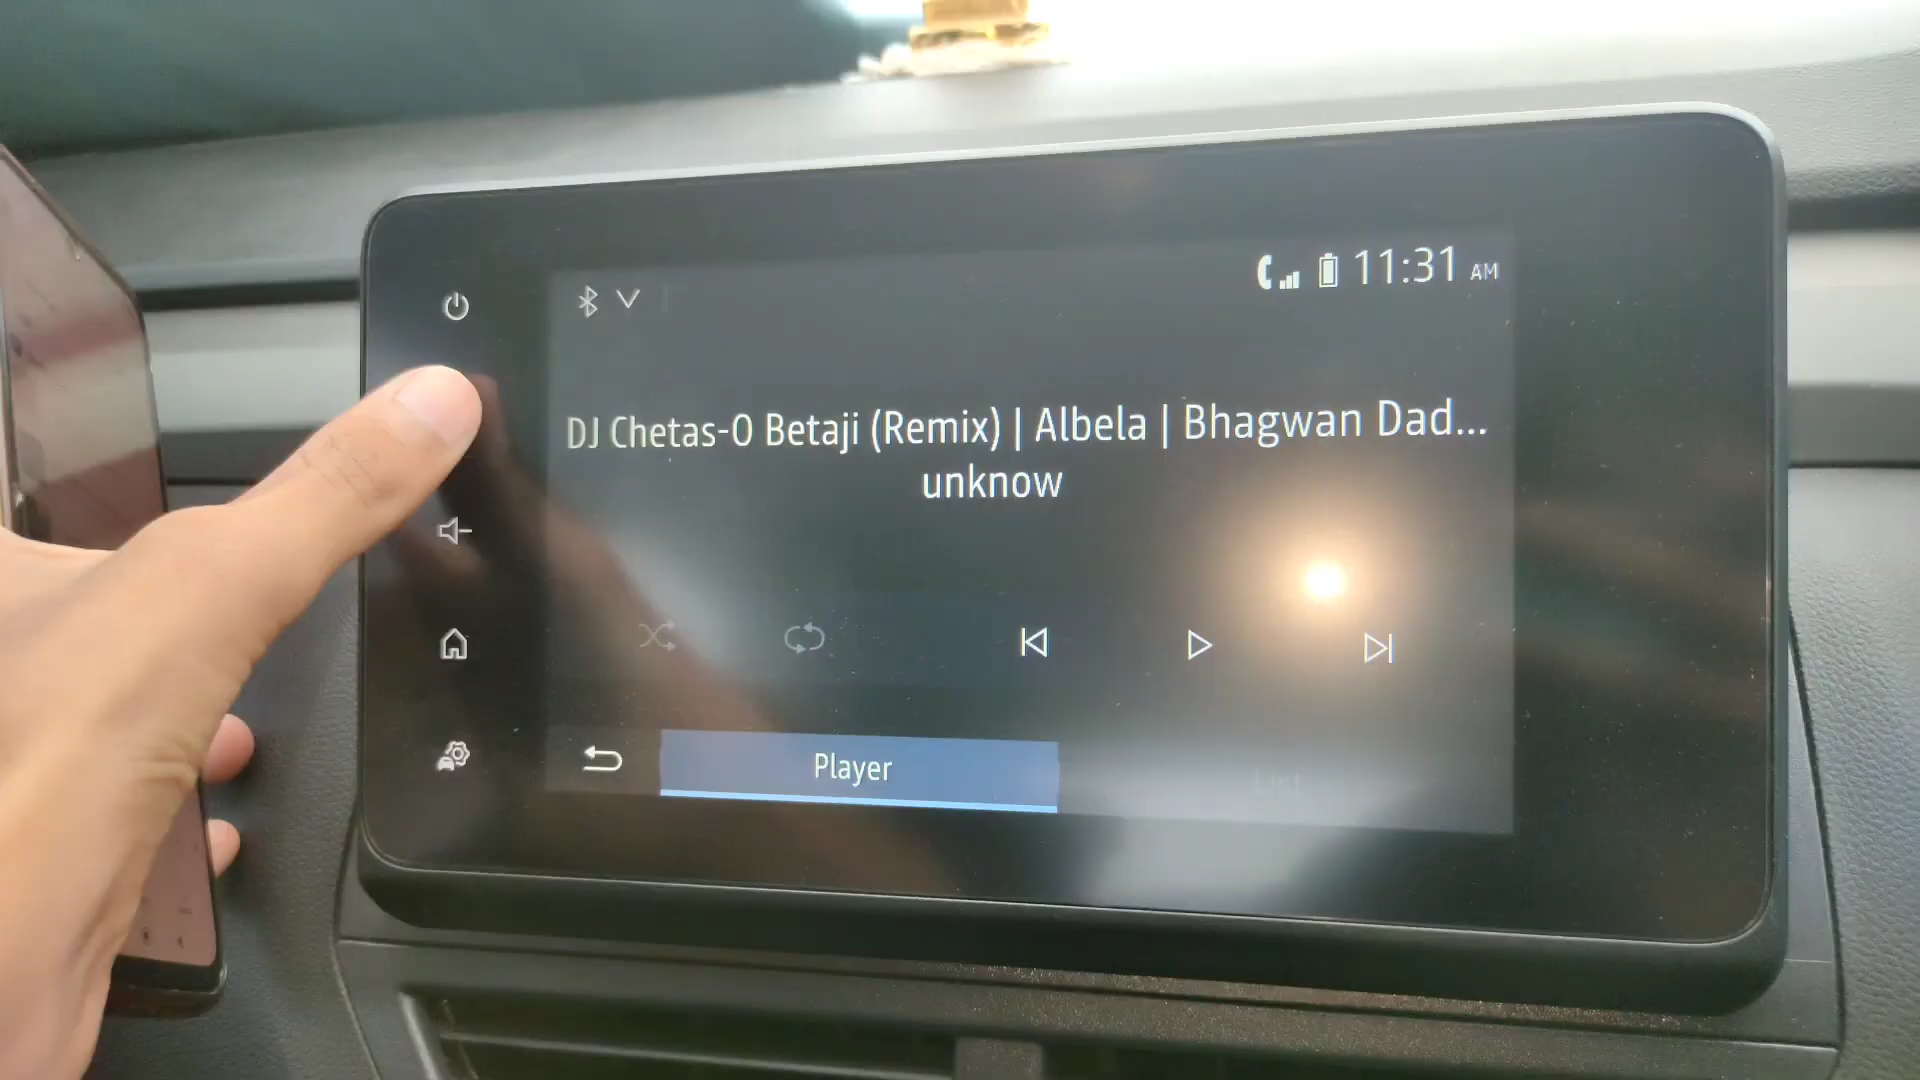 11:31 AM
DJ Chetas-O Betaji (Remix) | Albela | Bhagwan Dad...
unknow
Player
List